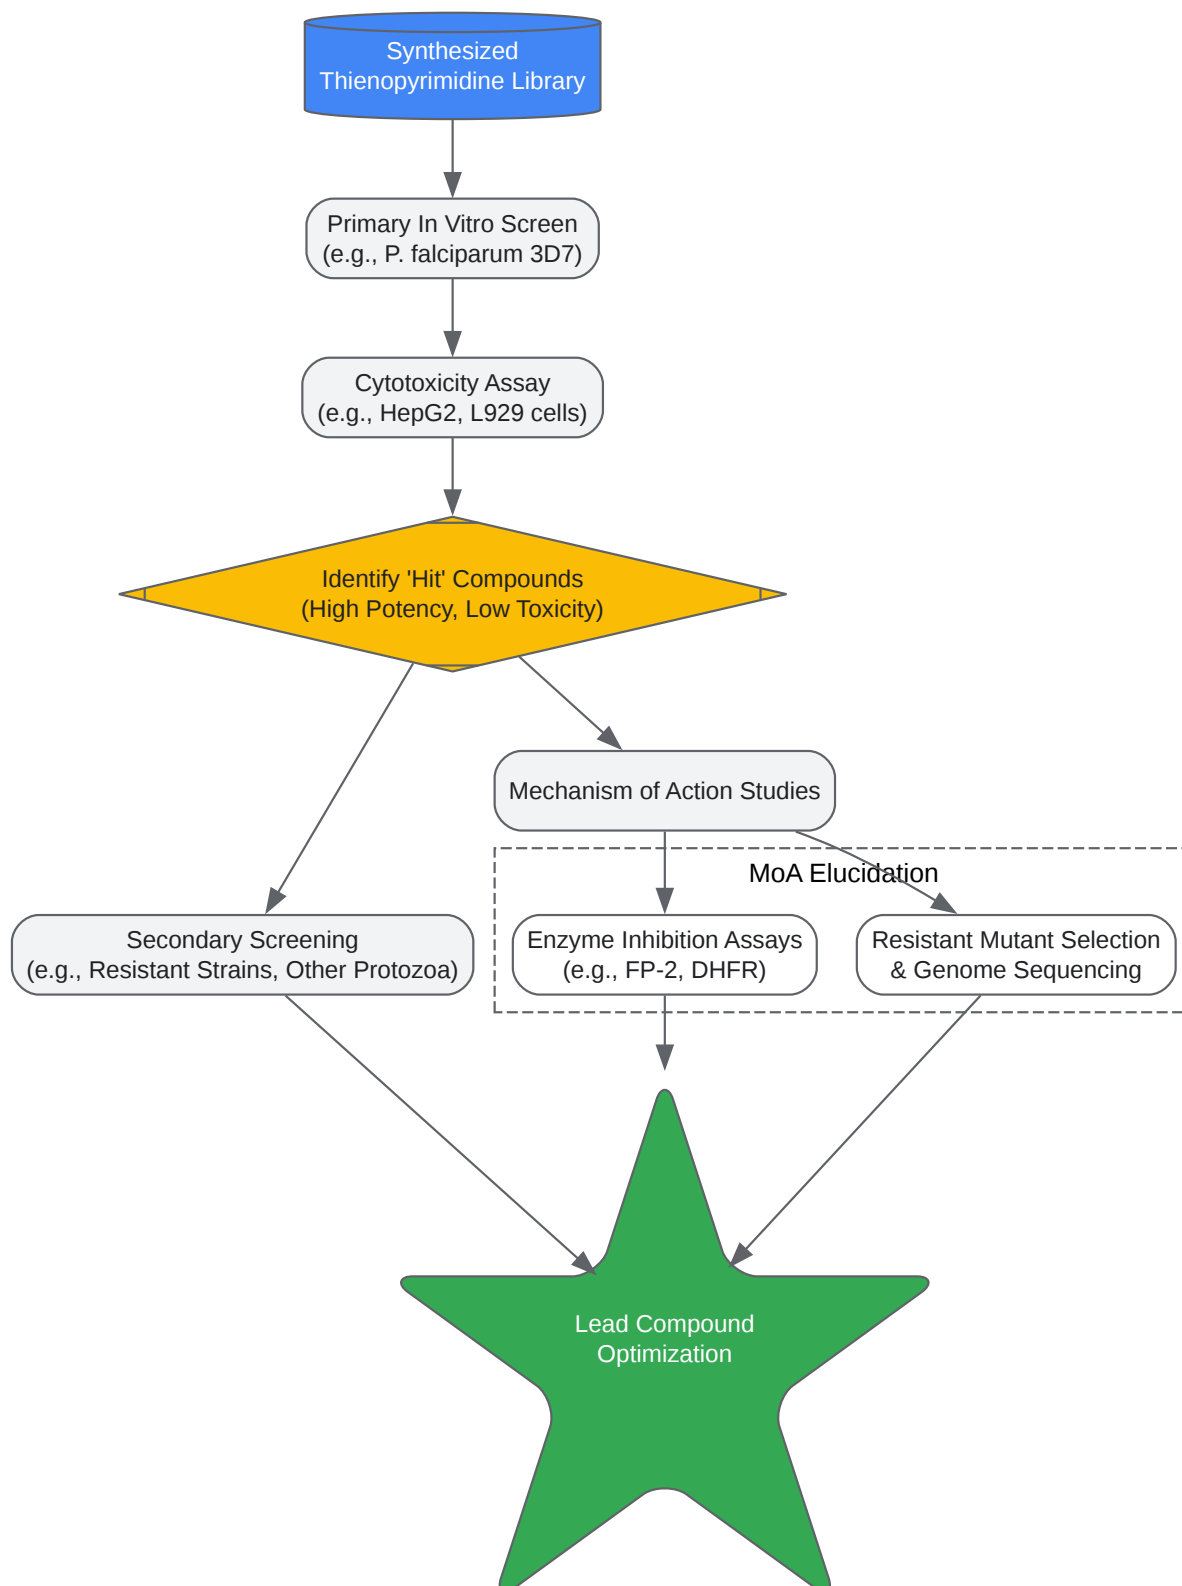 Synthesized
Thienopyrimidine Library
Primary In Vitro Screen
(e.g., P. falciparum 3D7)
Cytotoxicity Assay
(e.g., HepG2, L929 cells)
Identify 'Hit' Compounds
(High Potency, Low Toxicity)
Mechanism of Action Studies
MoA Elucidation
Secondary Screening
(e.g., Resistant Strains, Other Protozoa)
Enzyme Inhibition Assays
(e.g., FP-2, DHFR)
Resistant Mutant Selection
& Genome Sequencing
Lead Compound
Optimization